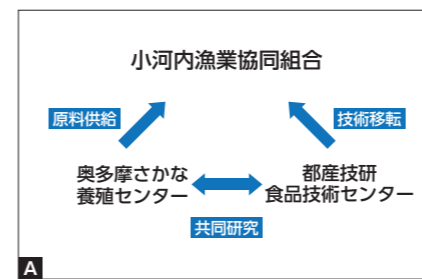 小河内漁業協同組合
原料供給
技術移転
奥多摩さかな
養殖センター
都産技研
食品技術センター
共同研究
A